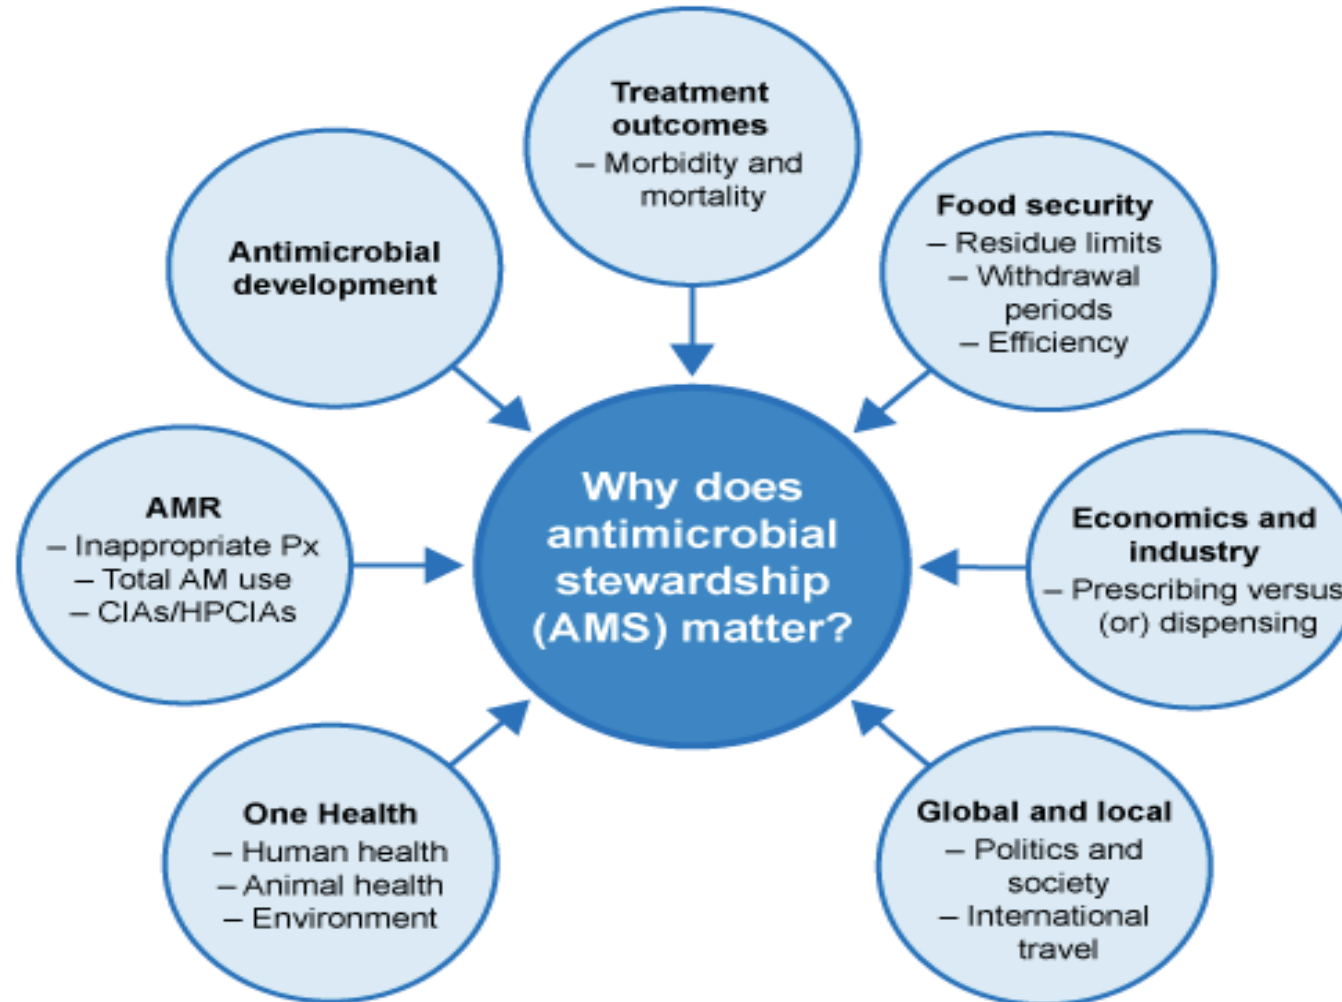 Treatment
outcomes
– Morbidity and
mortality
Food security
– Residue limits
– Withdrawal
periods
– Efficiency
Economics and
industry
– Prescribing versus
(or) dispensing
Global and local
– Politics and
society
– International
travel
One Health
– Human health
– Animal health
– Environment
AMR
– Inappropriate Px
– Total AM use
– CIAs/HPCIAs
Antimicrobial
development
Why does
antimicrobial
stewardship
(AMS) matter?